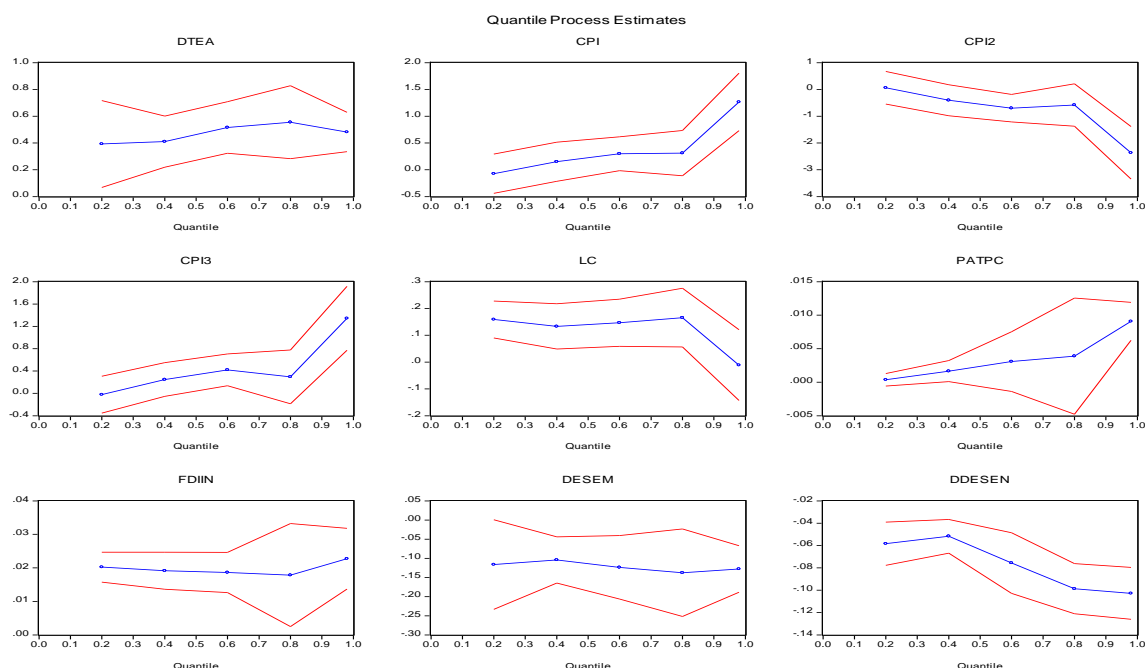 Quantile Process Estimates
DTEA
CPI
CPI2
1.0
0.8
0.6
0.4
0.2
0.0
0.0 0.1 0.2 0.3 0.4 0.5 0.6 0.7 0.8 0.9 1.0
Quantile
2.0
1.5
1.0
0.5
0.0
-0.5
0.0 0.1 0.2 0.3 0.4 0.5 0.6 0.7 0.8 0.9 1.0
Quantile
1
0
-1
-2
-3
-4
0.0 0.1 0.2 0.3 0.4 0.5 0.6 0.7 0.8 0.9 1.0
Quantile
CPI3
LC
PATPC
2.0
1.6
1.2
0.8
0.4
0.0
-0.4
0.0 0.1 0.2 0.3 0.4 0.5 0.6 0.7 0.8 0.9 1.0
Quantile
.3
.2
.1
.0
-.1
-.2
0.0 0.1 0.2 0.3 0.4 0.5 0.6 0.7 0.8 0.9 1.0
Quantile
.015
.010
.005
.000
-.005
0.0 0.1 0.2 0.3 0.4 0.5 0.6 0.7 0.8 0.9 1.0
Quantile
FDIIN
DESEM
DDESEN
.04
.03
.02
.01
.00
0.0 0.1 0.2 0.3 0.4 0.5 0.6 0.7 0.8 0.9 1.0
Quantile
.05
.00
-.05
-.10
-.15
-.20
-.25
-.30
0.0 0.1 0.2 0.3 0.4 0.5 0.6 0.7 0.8 0.9 1.0
Quantile
-.02
-.04
-.06
-.08
-.10
-.12
-.14
0.0 0.1 0.2 0.3 0.4 0.5 0.6 0.7 0.8 0.9 1.0
Quantile